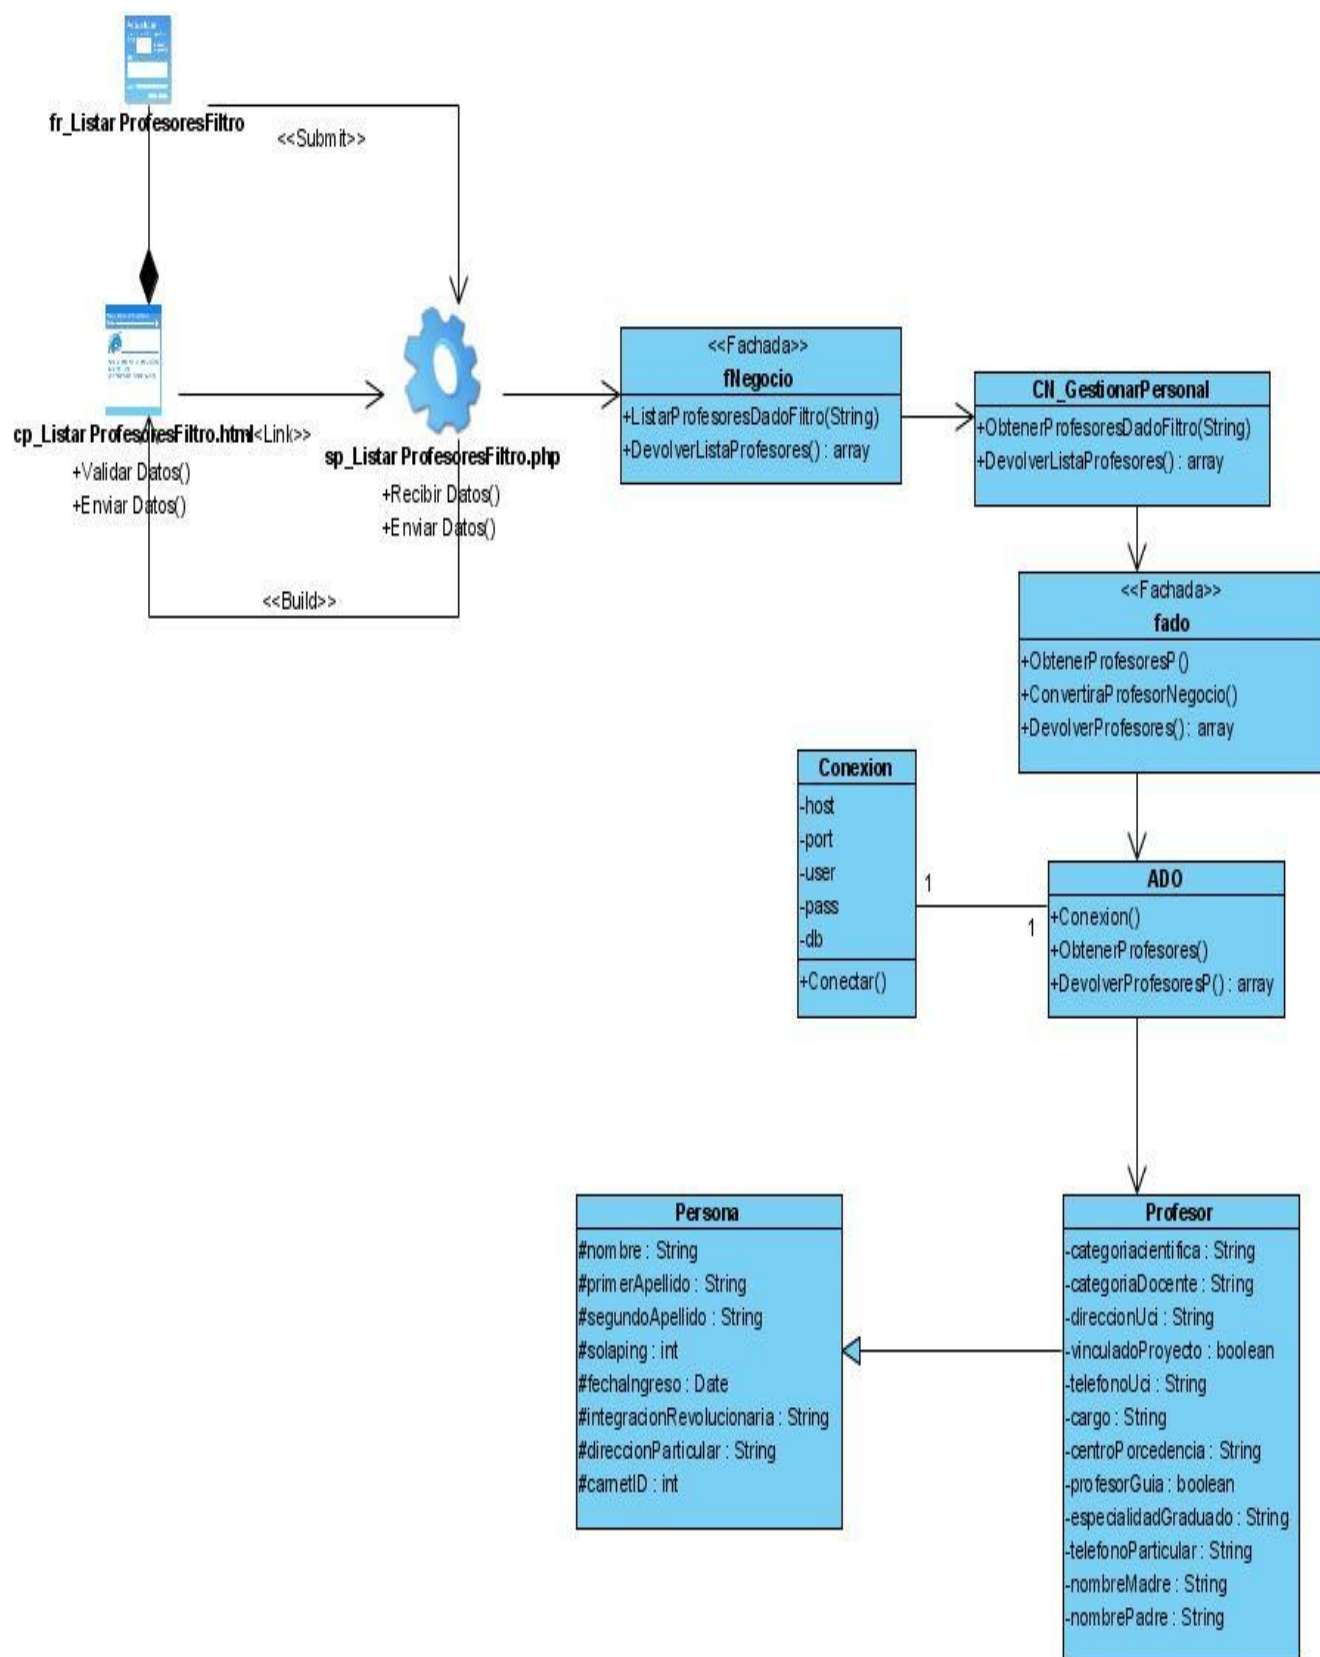 fr_Listar ProfesoresFiltro
<<Submit>>
cp_Listar ProfesoresFiltro.html
<Link>>
+Validar Datos()
+Enviar Datos()
sp_Listar ProfesoresFiltro.php
+Recibir Datos()
+Enviar Datos()
<<Build>>
<<Fachada>>
fNegocio
+ListarProfesoresDadoFiltro(String)
+DevolverListaProfesores() : array
CN_GestionarPersonal
+ObtenerProfesoresDadoFiltro(String)
+DevolverListaProfesores() : array
<<Fachada>>
fado
+ObtenerProfesoresP()
+ConvertiraProfesorNegocio()
+DevolverProfesores() : array
Conexion
-host
-port
-user
-pass
-db
+Conectar()
1
1
ADO
+Conexion()
+ObtenerProfesores()
+DevolverProfesoresP() : array
Persona
#nombre : String
#primerApellido : String
#segundoApellido : String
#solaping : int
#fechaIngreso : Date
#integracionRevolucionaria : String
#direccionParticular : String
#carnetID : int
Profesor
-categoriacientifica : String
-categoriaDocente : String
-direccionUci : String
-vinculadoProyecto : boolean
-telefonoUci : String
-cargo : String
-centroPorcedencia : String
-profesorGuia : boolean
-especialidadGraduado : String
-telefonoParticular : String
-nombreMadre : String
-nombrePadre : String